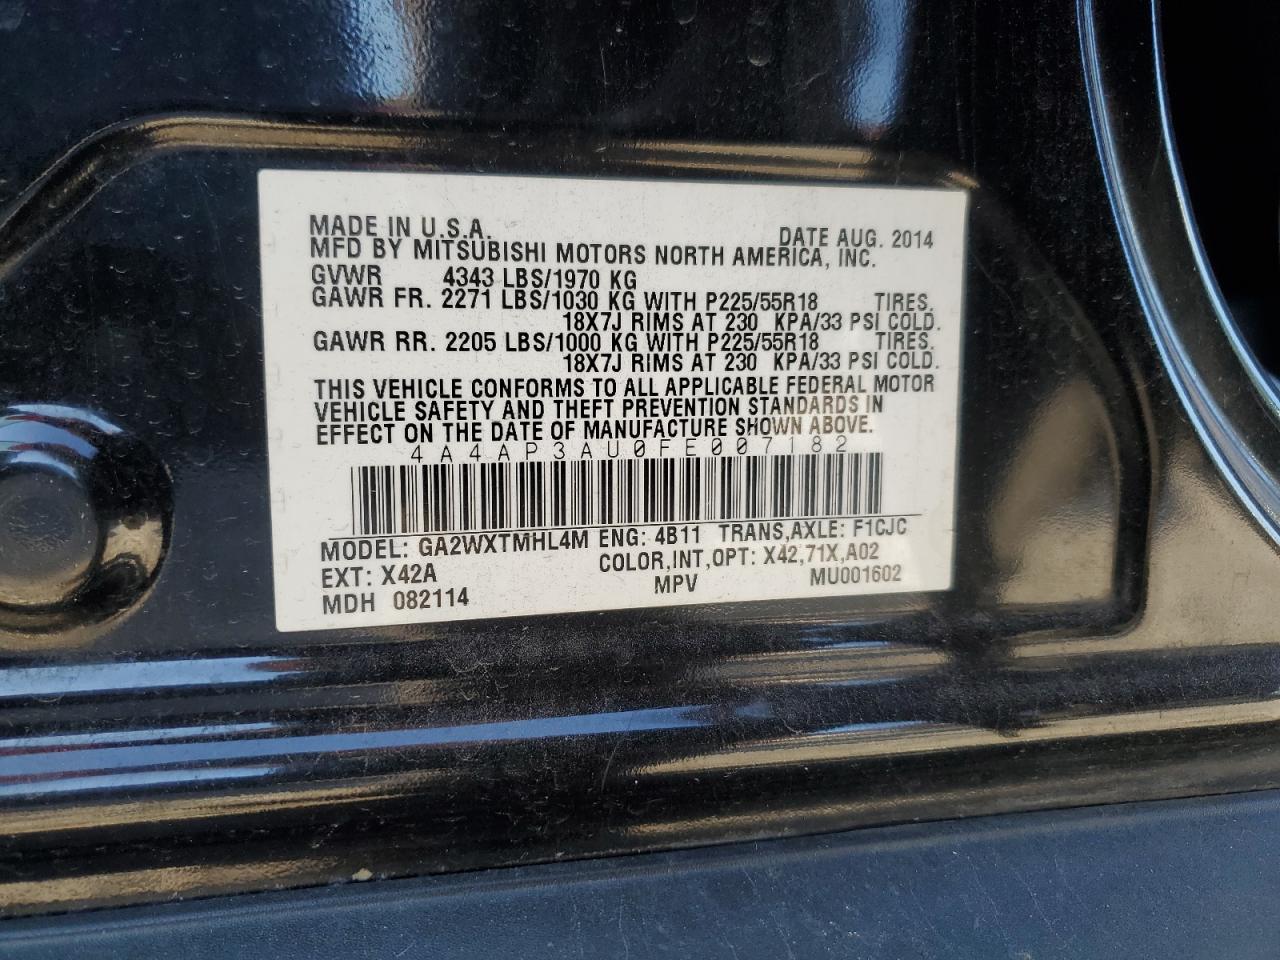 MADE IN U.S.A. DATE AUG. 2014
MFD BY MITSUBISHI MOTORS NORTH AMERICA, INC.
GVWR 4343 LBS/1970 KG
GAWR FR. 2271 LBS/1030 KG WITH P225/55R18 TIRES.
18X7J RIMS AT 230 KPA/33 PSI COLD.
GAWR RR. 2205 LBS/1000 KG WITH P225/55R18 TIRES.
18X7J RIMS AT 230 KPA/33 PSI COLD.
THIS VEHICLE CONFORMS TO ALL APPLICABLE FEDERAL MOTOR
VEHICLE SAFETY AND THEFT PREVENTION STANDARDS IN
EFFECT ON THE DATE OF MANUFACTURE SHOWN ABOVE.
4A4AP3AU0FE007182
MODEL: GA2WXTMHL4M ENG: 4B11 TRANS,AXLE: F1CJC
EXT: X42A COLOR,INT,OPT: X42,71X,A02
MDH 082114 MPV MU001602